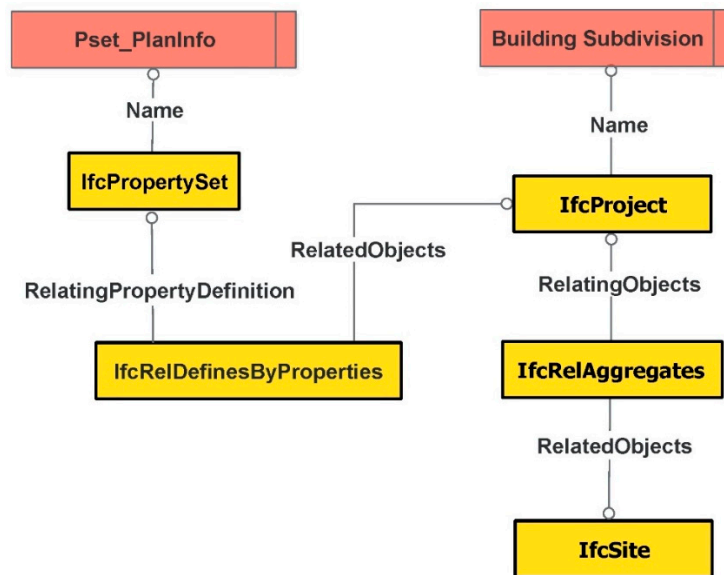 Pset_PlanInfo
Building Subdivision
Name
Name
IfcPropertySet
IfcProject
RelatedObjects
RelatingPropertyDefinition
RelatingObjects
IfcRelDefinesByProperties
IfcRelAggregates
RelatedObjects
IfcSite